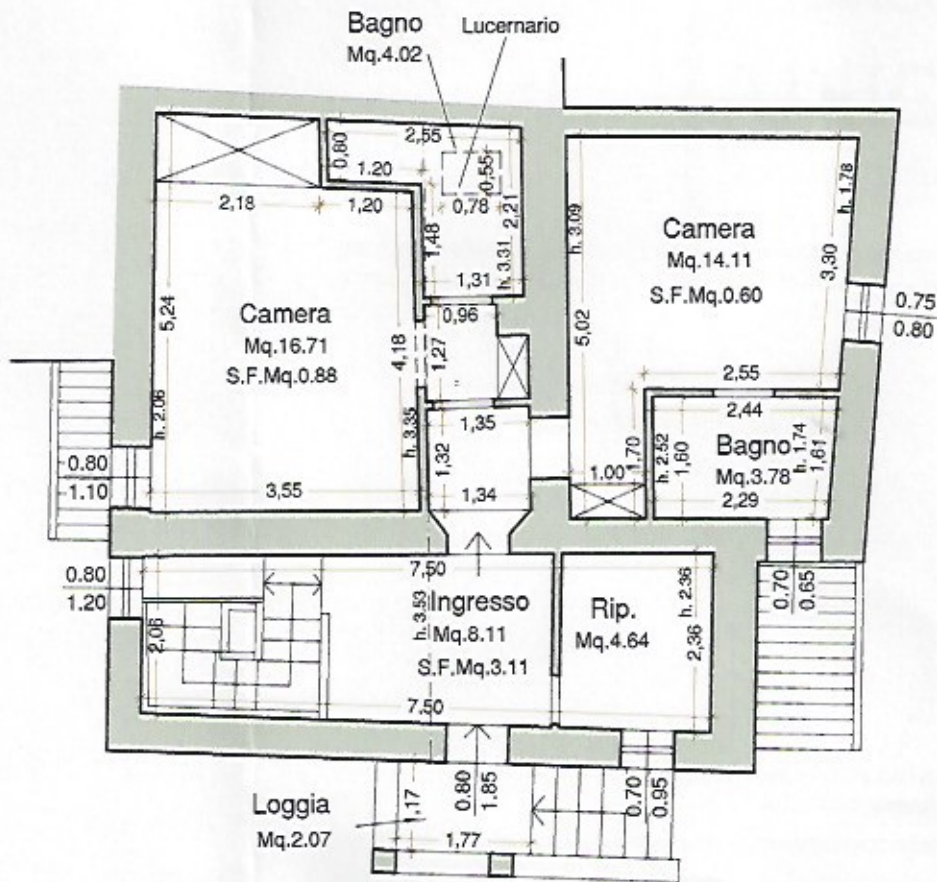 Bagno
Mq.4.02
Lucernario
2,55
0,80
1.20
0,55
0,78
2,21
2,18
1,20
1,48
h. 3.31
1,31
h. 3.09
h. 1.78
Camera
Mq.14.11
S.F.Mq.0.60
3,30
5,24
Camera
Mq.16.71
S.F.Mq.0.88
0,96
4,18
1,27
5,02
0.75
0.80
2,55
h. 2.06
h. 3.35
1,35
1,32
1,34
2,44
Bagno
Mq.3.78
h. 2.52
1,60
h. 1.74
1,61
1,70
1.00
2,29
0.80
1.10
3,55
0.80
1.20
7,50
h. 3.53
Ingresso
Mq.8.11
S.F.Mq.3.11
2,06
7.50
Rip.
Mq.4.64
h. 2.36
2,36
0.70
0.65
Loggia
Mq.2.07
1,17
1,77
0.80
1.85
0.70
0.95